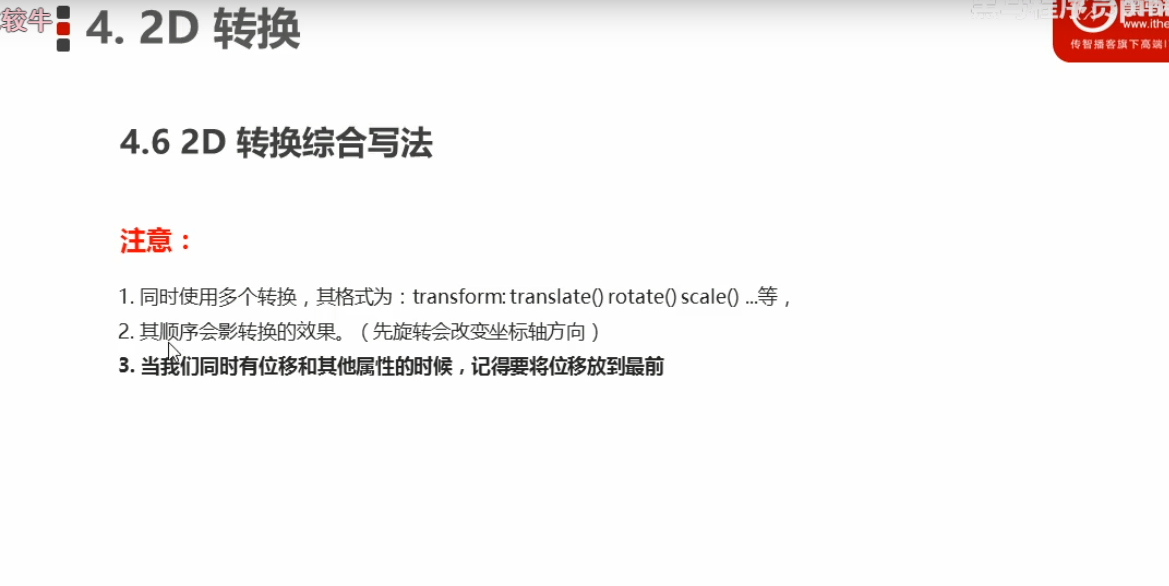 较牛
4. 2D 转换
www.ithe
传智播客旗下高端I
4.6 2D 转换综合写法
注意：
1. 同时使用多个转换，其格式为：transform: translate() rotate() scale() ...等，
2. 其顺序会影转换的效果。（先旋转会改变坐标轴方向）
3. 当我们同时有位移和其他属性的时候，记得要将位移放到最前